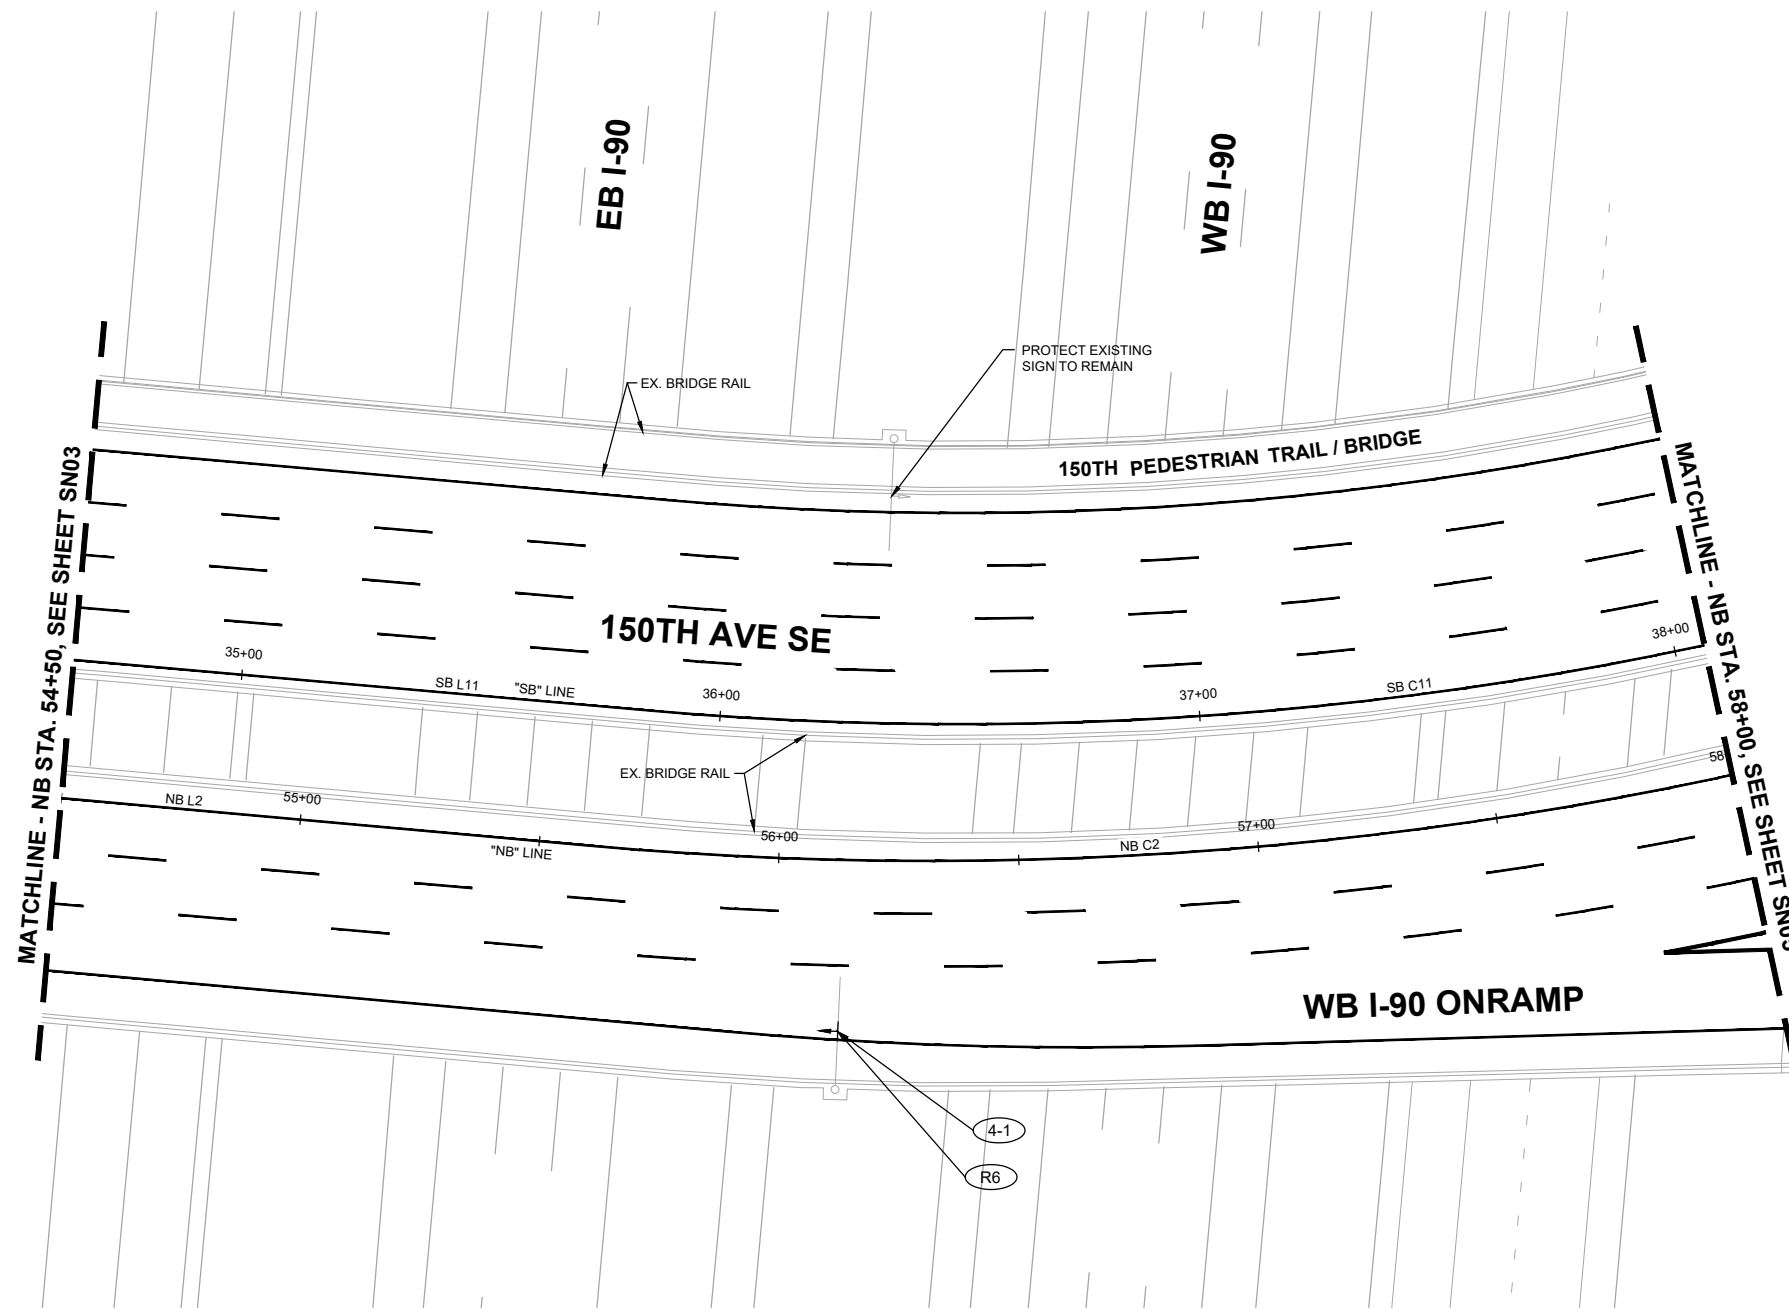 EB I-90
WB I-90
PROTECT EXISTING
SIGN TO REMAIN
EX. BRIDGE RAIL
150TH PEDESTRIAN TRAIL / BRIDGE
MATCHLINE - NB STA. 54+50, SEE SHEET SN03
MATCHLINE - NB STA. 58+00, SEE SHEET SN05
150TH AVE SE
35+00
SB L11
"SB" LINE
36+00
37+00
SB C11
38+00
EX. BRIDGE RAIL
58
NB L2
55+00
"NB" LINE
56+00
NB C2
57+00
WB I-90 ONRAMP
4-1
R6